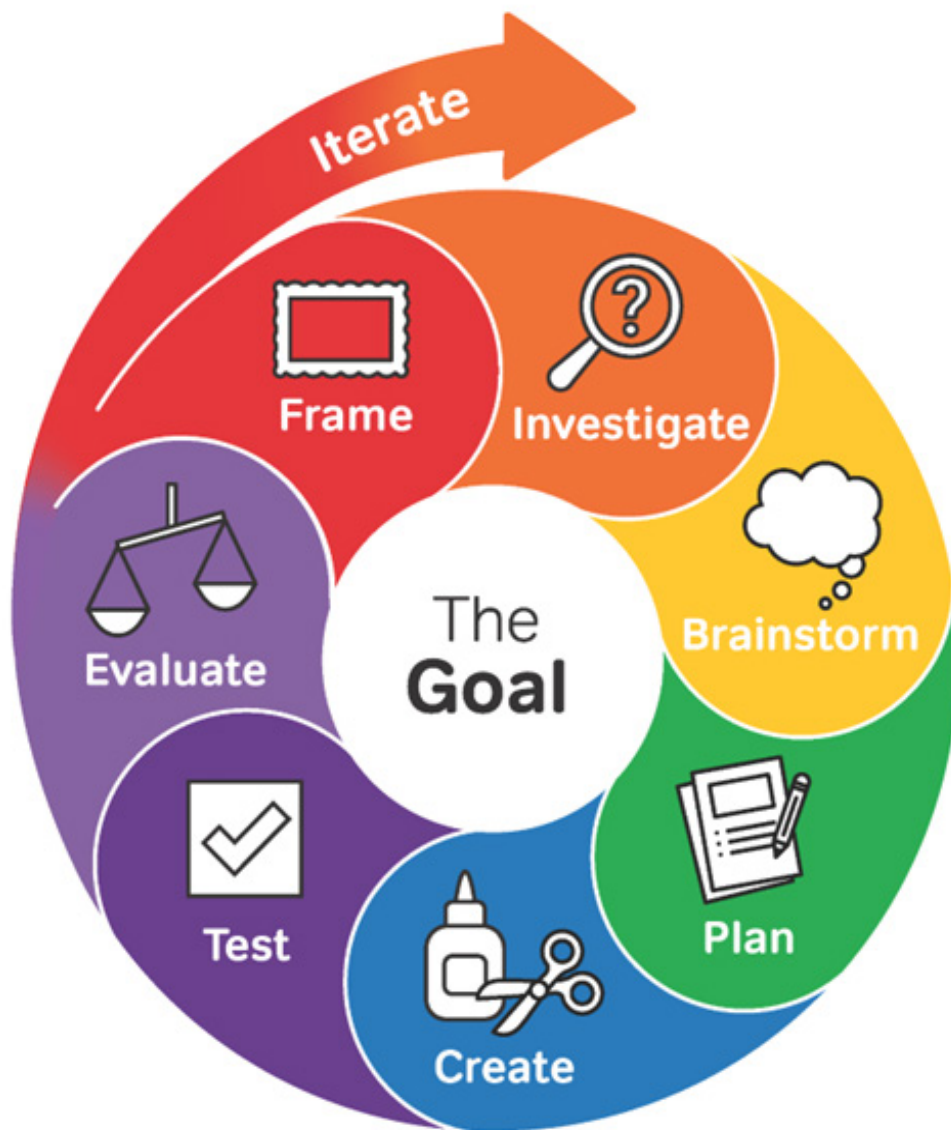 Iterate
Frame
Investigate
?
Brainstorm
Plan
Create
Test
Evaluate
The
Goal